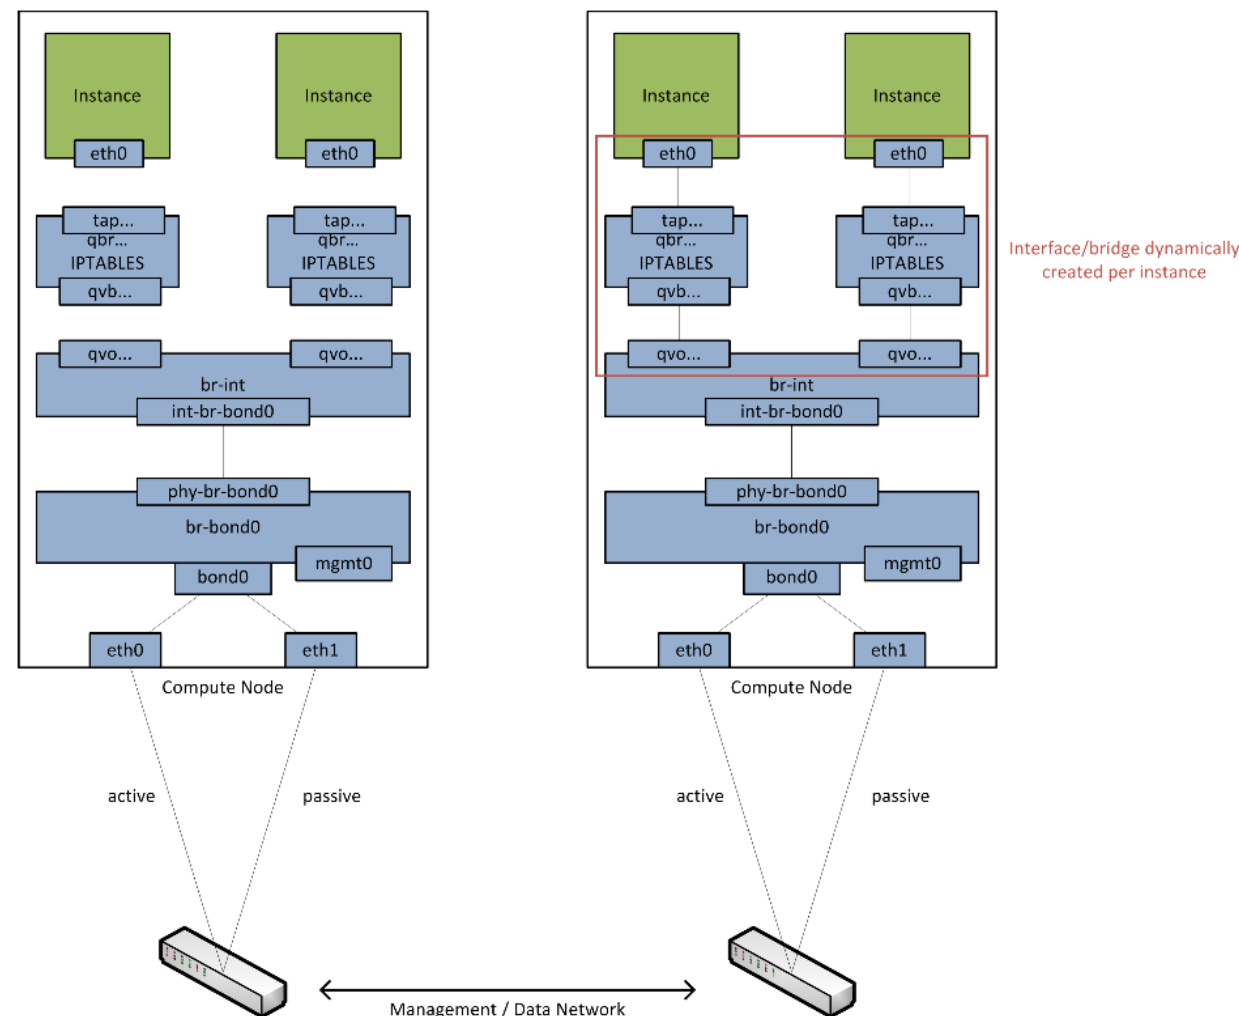 Instance
Instance
eth0
eth0
tap...
qbr...
IPTABLES
qvb...
tap...
qbr...
IPTABLES
qvb...
qvo...
qvo...
br-int
int-br-bond0
phy-br-bond0
br-bond0
mgmt0
bond0
eth0
eth1
Compute Node
active
passive
Instance
Instance
eth0
eth0
tap...
qbr...
IPTABLES
qvb...
tap...
qbr...
IPTABLES
qvb...
qvo...
qvo...
br-int
int-br-bond0
phy-br-bond0
br-bond0
mgmt0
bond0
eth0
eth1
Compute Node
active
passive
Interface/bridge dynamically
created per instance
Management / Data Network